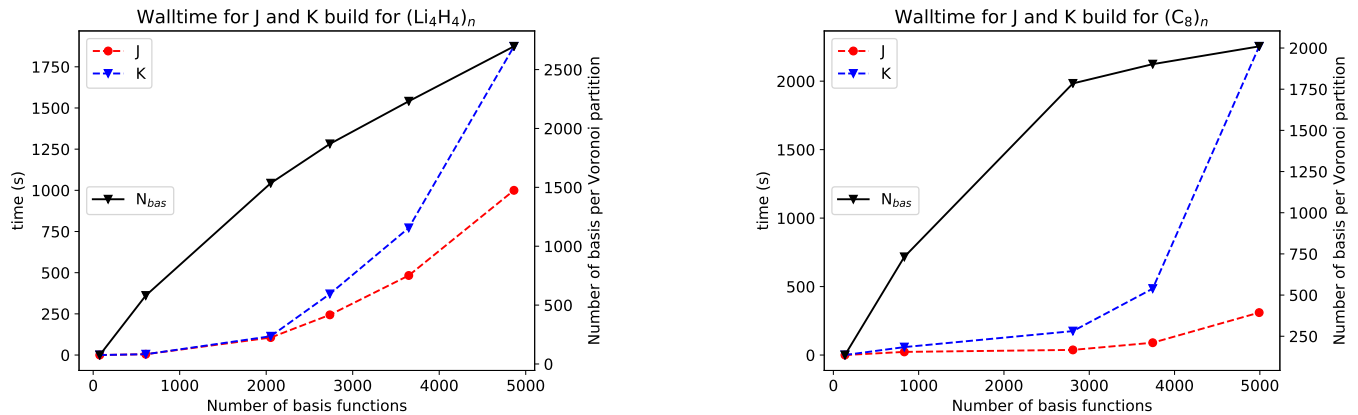 Walltime for J and K build for (Li₄H₄)ₙ
J
K
N_bas
time (s)
1750
1500
1250
1000
750
500
250
0
2500
2000
1500
1000
500
0
Number of basis per Voronoi partition
0 1000 2000 3000 4000 5000
Number of basis functions
Walltime for J and K build for (C₈)ₙ
J
K
N_bas
time (s)
2000
1500
1000
500
0
2000
1750
1500
1250
1000
750
500
250
Number of basis per Voronoi partition
0 1000 2000 3000 4000 5000
Number of basis functions